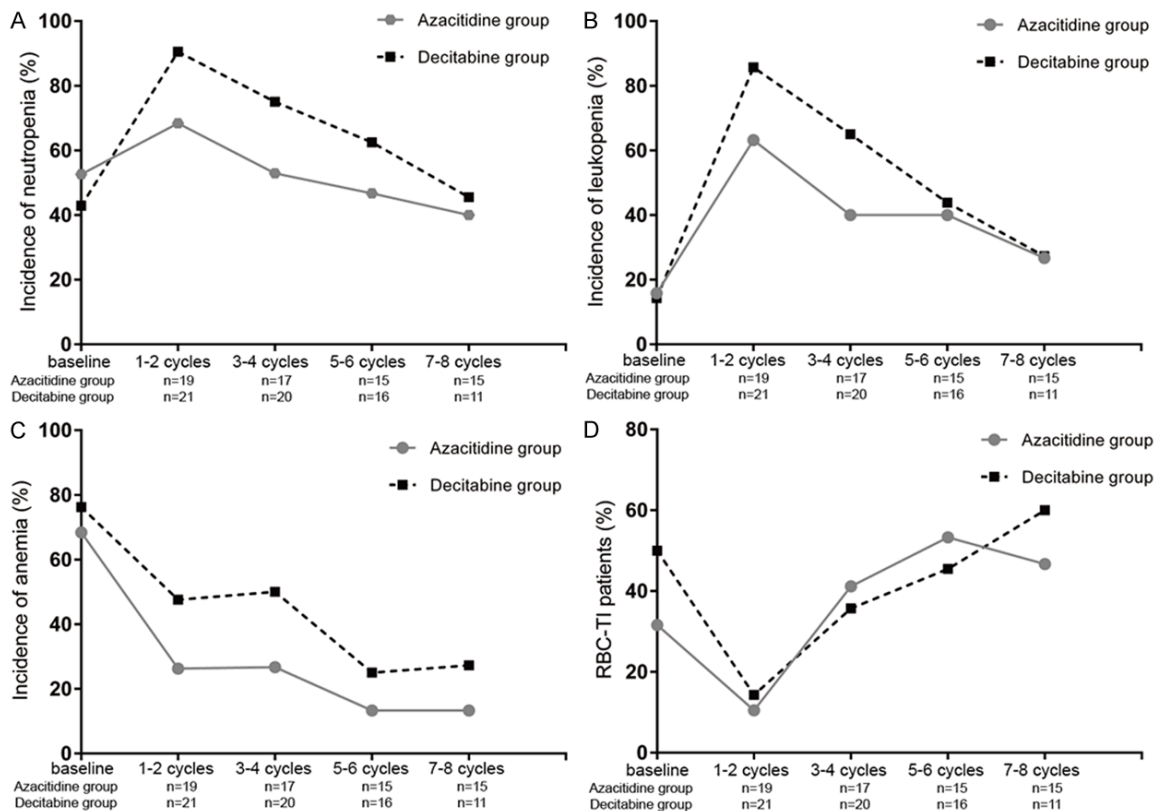 A
Incidence of neutropenia (%)
100
80
60
40
20
0
Azacitidine group
Decitabine group
baseline 1-2 cycles 3-4 cycles 5-6 cycles 7-8 cycles
Azacitidine group n=19 n=17 n=15 n=15
Decitabine group n=21 n=20 n=16 n=11
B
Incidence of leukopenia (%)
100
80
60
40
20
0
Azacitidine group
Decitabine group
baseline 1-2 cycles 3-4 cycles 5-6 cycles 7-8 cycles
Azacitidine group n=19 n=17 n=15 n=15
Decitabine group n=21 n=20 n=16 n=11
C
Incidence of anemia (%)
100
80
60
40
20
0
Azacitidine group
Decitabine group
baseline 1-2 cycles 3-4 cycles 5-6 cycles 7-8 cycles
Azacitidine group n=19 n=17 n=15 n=15
Decitabine group n=21 n=20 n=16 n=11
D
RBC-TI patients (%)
80
60
40
20
0
Azacitidine group
Decitabine group
baseline 1-2 cycles 3-4 cycles 5-6 cycles 7-8 cycles
Azacitidine group n=19 n=17 n=15 n=15
Decitabine group n=21 n=20 n=16 n=11